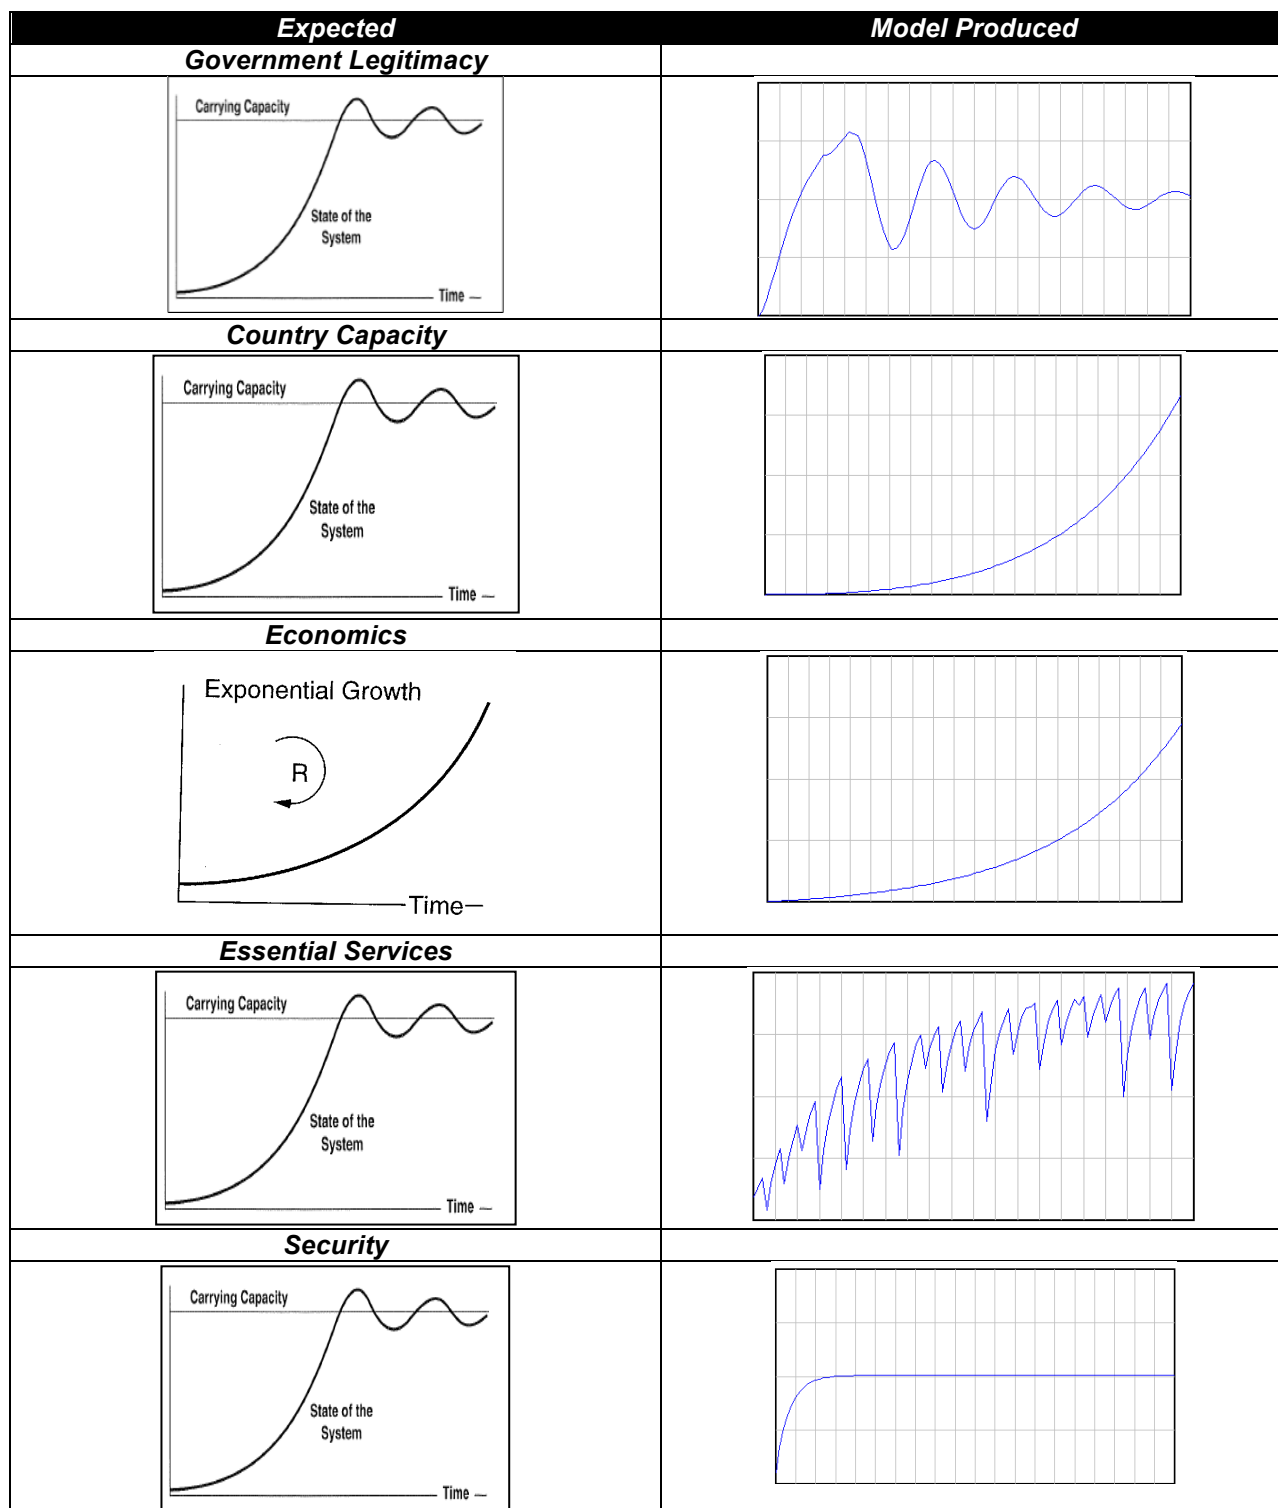 Expected Model Produced
Government Legitimacy
Carrying Capacity
State of the
System
Time
Country Capacity
Carrying Capacity
State of the
System
Time
Economics
Exponential Growth
R
Time
Essential Services
Carrying Capacity
State of the
System
Time
Security
Carrying Capacity
State of the
System
Time